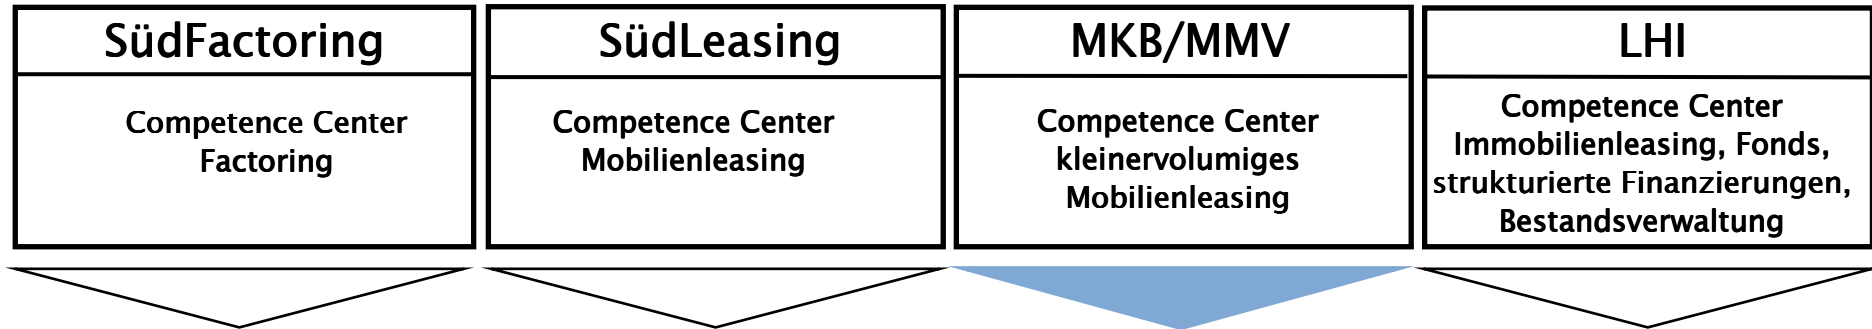 SüdFactoring
Competence Center
Factoring
SüdLeasing
Competence Center
Mobilienleasing
MKB/MMV
Competence Center
kleinervolumiges
Mobilienleasing
LHI
Competence Center
Immobilienleasing, Fonds,
strukturierte Finanzierungen,
Bestandsverwaltung